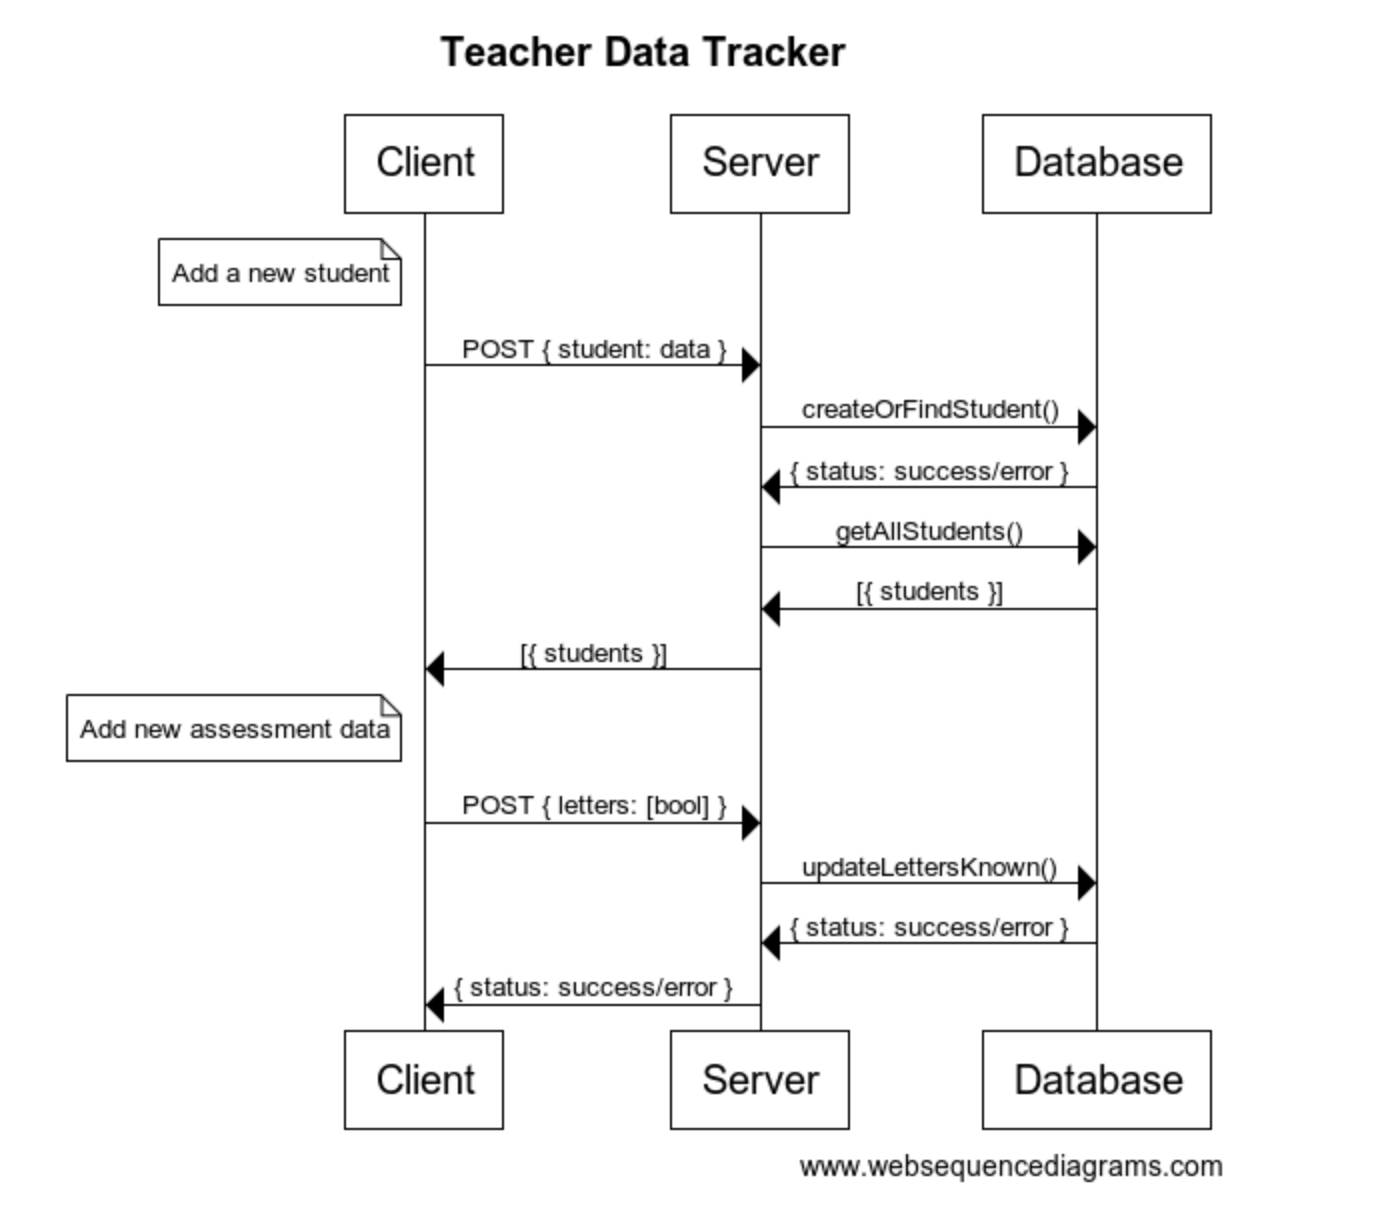 Teacher Data Tracker
Client
Server
Database
Add a new student
POST { student: data }
createOrFindStudent()
{ status: success/error }
getAllStudents()
[{ students }]
[{ students }]
Add new assessment data
POST { letters: [bool] }
updateLettersKnown()
{ status: success/error }
{ status: success/error }
Client
Server
Database
www.websequencediagrams.com